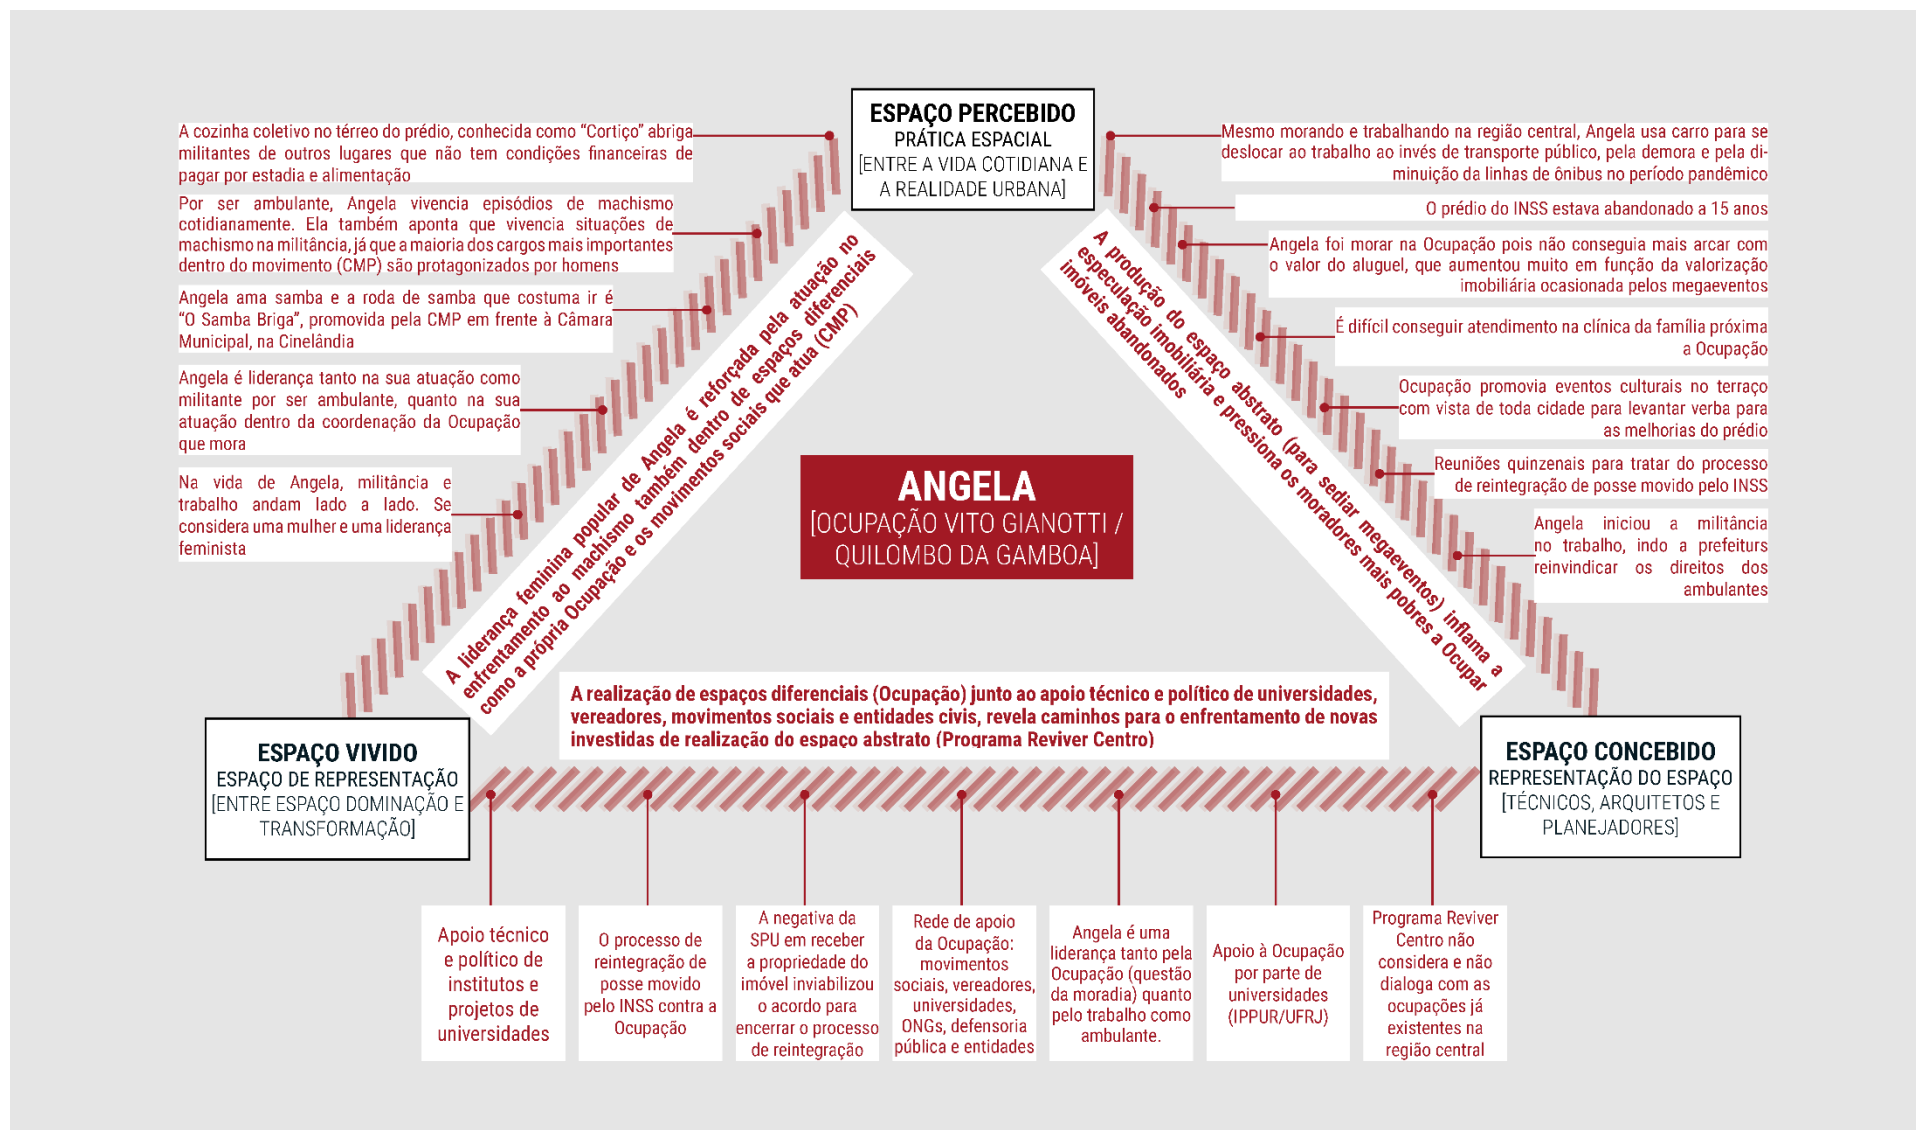 ESPAÇO PERCEBIDO
PRÁTICA ESPACIAL
[ENTRE A VIDA COTIDIANA E
A REALIDADE URBANA]
A cozinha coletivo no térreo do prédio, conhecida como “Cortiço” abriga
militantes de outros lugares que não tem condições financeiras de
pagar por estadia e alimentação
Por ser ambulante, Angela vivencia episódios de machismo
cotidianamente. Ela também aponta que vivencia situações de
machismo na militância, já que a maioria dos cargos mais importantes
dentro do movimento (CMP) são protagonizados por homens
Angela ama samba e a roda de samba que costuma ir é
“O Samba Briga”, promovida pela CMP em frente à Câmara
Municipal, na Cinelândia
Angela é liderança tanto na sua atuação como
militante por ser ambulante, quanto na sua
atuação dentro da coordenação da Ocupação
que mora
Na vida de Angela, militância e
trabalho andam lado a lado. Se
considera uma mulher e uma liderança
feminista
A liderança feminina popular de Angela é reforçada pela atuação no
enfrentamento ao machismo também dentro de espaços diferenciais
como a própria Ocupação e os movimentos sociais que atua (CMP)
ANGELA
[OCUPAÇÃO VITO GIANOTTI /
QUILOMBO DA GAMBOA]
A produção do espaço abstrato (para sediar megaeventos) inflama a
especulação imobiliária e pressiona os moradores mais pobres a Ocupar
imóveis abandonados
Mesmo morando e trabalhando na região central, Angela usa carro para se
deslocar ao trabalho ao invés de transporte público, pela demora e pela di-
minuição da linhas de ônibus no período pandêmico
O prédio do INSS estava abandonado a 15 anos
Angela foi morar na Ocupação pois não conseguia mais arcar com
o valor do aluguel, que aumentou muito em função da valorização
imobiliária ocasionada pelos megaeventos
É difícil conseguir atendimento na clínica da família próxima
a Ocupação
Ocupação promovia eventos culturais no terraço
com vista de toda cidade para levantar verba para
as melhorias do prédio
Reuniões quinzenais para tratar do processo
de reintegração de posse movido pelo INSS
Angela iniciou a militância
no trabalho, indo a prefeiturs
reinvindicar os direitos dos
ambulantes
A realização de espaços diferenciais (Ocupação) junto ao apoio técnico e político de universidades,
vereadores, movimentos sociais e entidades civis, revela caminhos para o enfrentamento de novas
investidas de realização do espaço abstrato (Programa Reviver Centro)
ESPAÇO VIVIDO
ESPAÇO DE REPRESENTAÇÃO
[ENTRE ESPAÇO DOMINAÇÃO E
TRANSFORMAÇÃO]
ESPAÇO CONCEBIDO
REPRESENTAÇÃO DO ESPAÇO
[TÉCNICOS, ARQUITETOS E
PLANEJADORES]
Apoio técnico
e político de
institutos e
projetos de
universidades
O processo de
reintegração de
posse movido
pelo INSS contra a
Ocupação
A negativa da
SPU em receber
a propriedade do
imóvel inviabilizou
o acordo para
encerrar o processo
de reintegração
Rede de apoio
da Ocupação:
movimentos
sociais, vereadores,
universidades,
ONGs, defensoria
pública e entidades
Angela é uma
liderança tanto pela
Ocupação (questão
da moradia) quanto
pelo trabalho como
ambulante.
Apoio à Ocupação
por parte de
universidades
(IPPUR/UFRJ)
Programa Reviver
Centro não
considera e não
dialoga com as
ocupações já
existentes na
região central